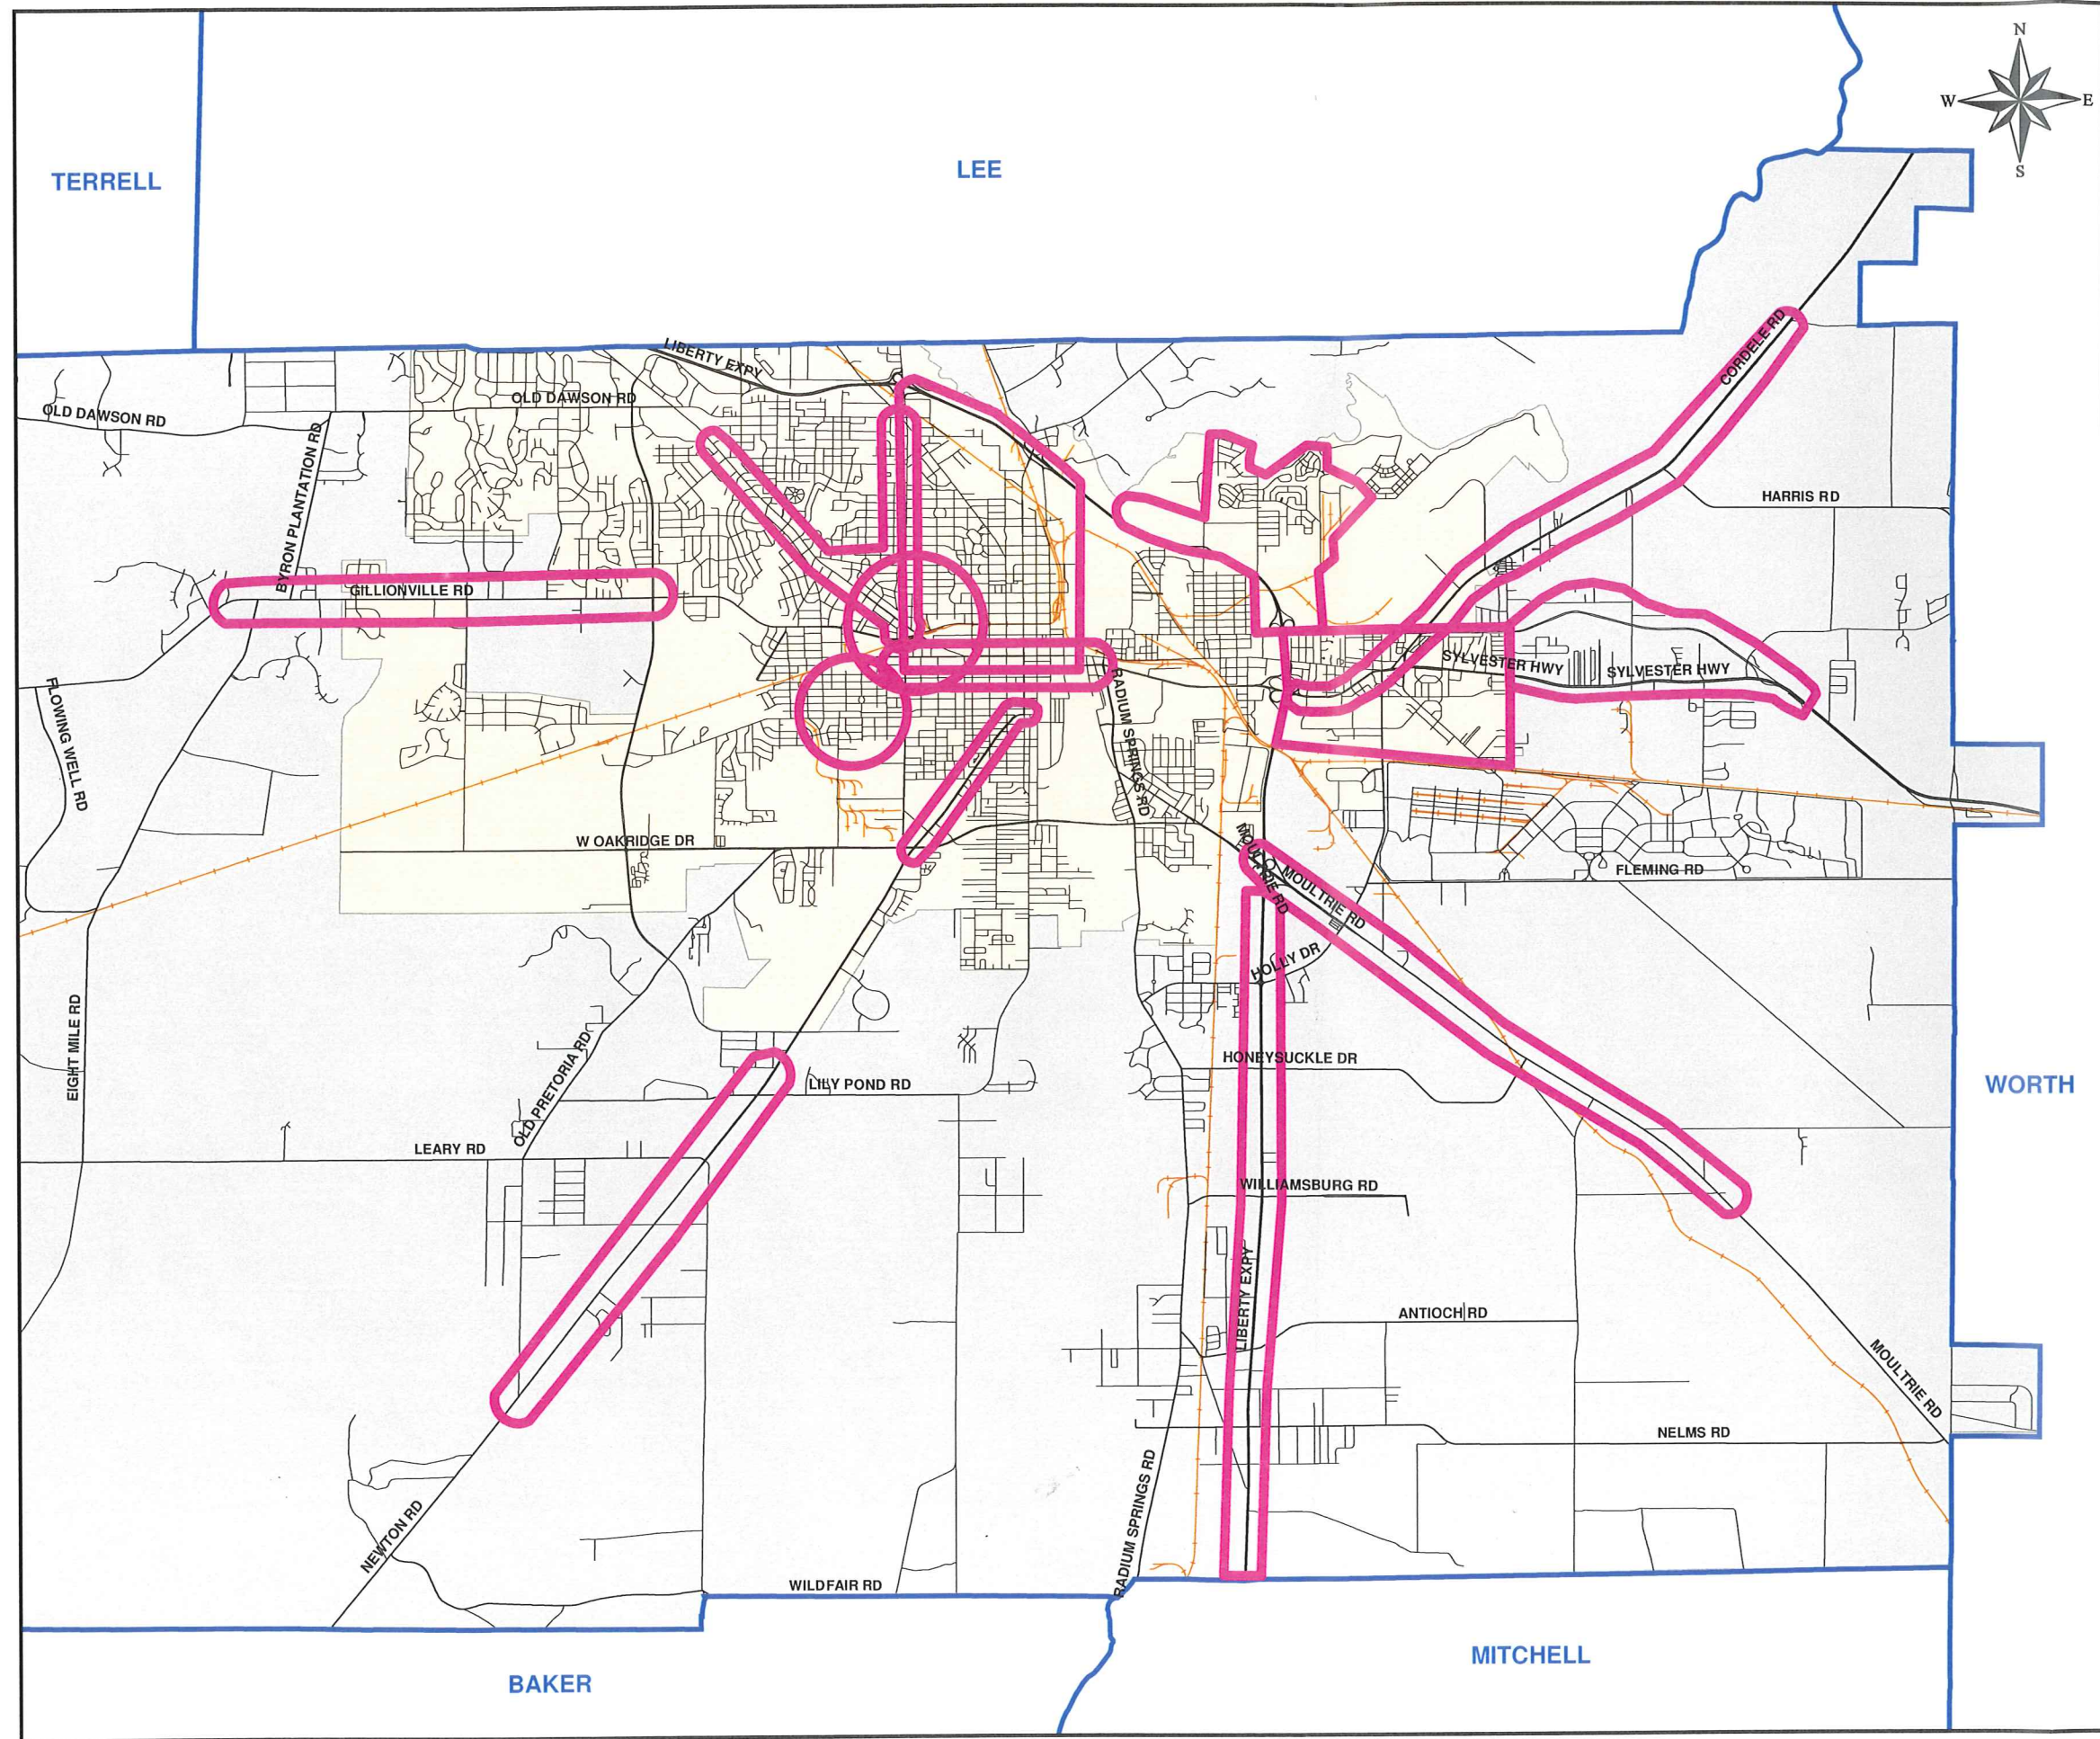 N
W
E
S
TERRELL
LEE
LIBERTY EXPY
CORDELE RD
OLD DAWSON RD
OLD DAWSON RD
BYRON PLANTATION RD
HARRIS RD
GILLIONVILLE RD
SYLVESTER HWY
SYLVESTER HWY
FLOWING WELL RD
RADIUM SPRINGS RD
W OAKRIDGE DR
MOULTRIE RD
MOULTRIE RD
FLEMING RD
HOLLY DR
EIGHT MILE RD
OLD PRETORIA RD
HONEYSUCKLE DR
LILY POND RD
WORTH
LEARY RD
WILLIAMSBURG RD
LIBERTY EXPY
ANTIOCH RD
MOULTRIE RD
NELMS RD
NEWTON RD
RADIUM SPRINGS RD
WILDFAIR RD
MITCHELL
BAKER